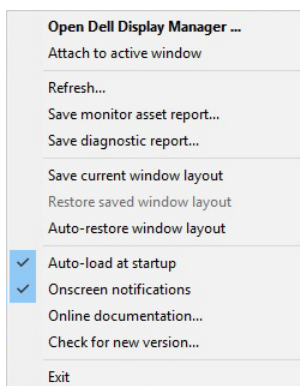 Open Dell Display Manager ...
Attach to active window
Refresh...
Save monitor asset report...
Save diagnostic report...
Save current window layout
Restore saved window layout
Auto-restore window layout
Auto-load at startup
Onscreen notifications
Online documentation...
Check for new version...
Exit